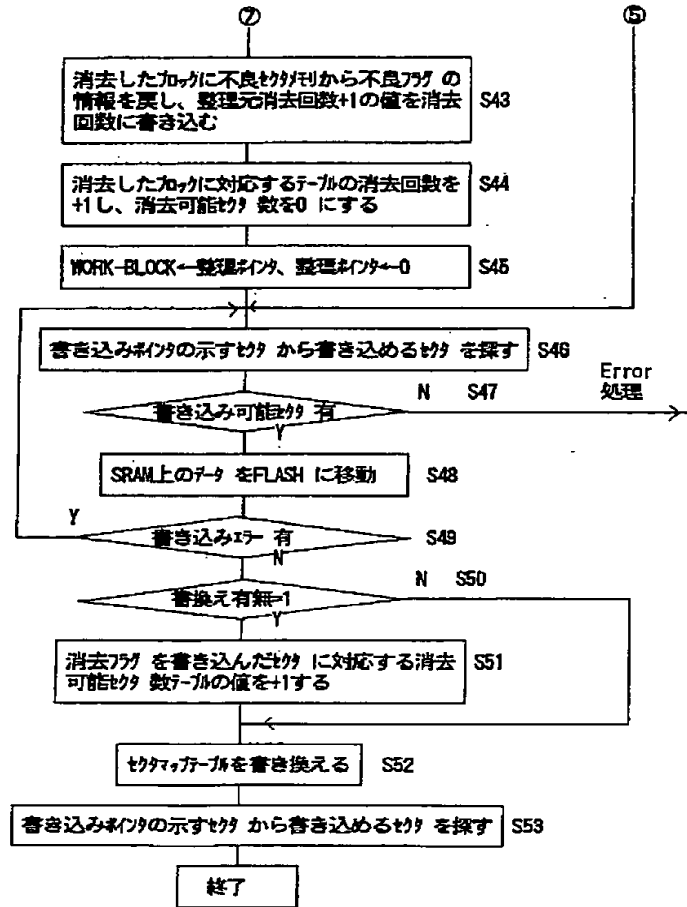 ⑦ ⑤
消去したブロックに不良セクタメモリから不良フラグ の
情報を戻し、整理元消去回数+1の値を消去
回数に書き込む
S43
消去したブロックに対応するテーブルの消去回数を
+1し、消去可能セクタ 数を0 にする
S44
WORK-BLOCK←整理ポインタ、整理ポインタ←0
S45
書き込みポインタの示すセクタ から書き込めるセクタ を探す
S46
書き込み可能セクタ 有
N S47
Error
処理
Y
SRAM上のデータ をFLASH に移動
S48
Y
書き込みエラー 有
S49
N
書換え有無=1
N S50
Y
消去フラグ を書き込んだセクタ に対応する消去
可能セクタ 数テーブルの値を+1する
S51
セクタマップテーブルを書き換える
S52
書き込みポインタの示すセクタ から書き込めるセクタ を探す
S53
終了